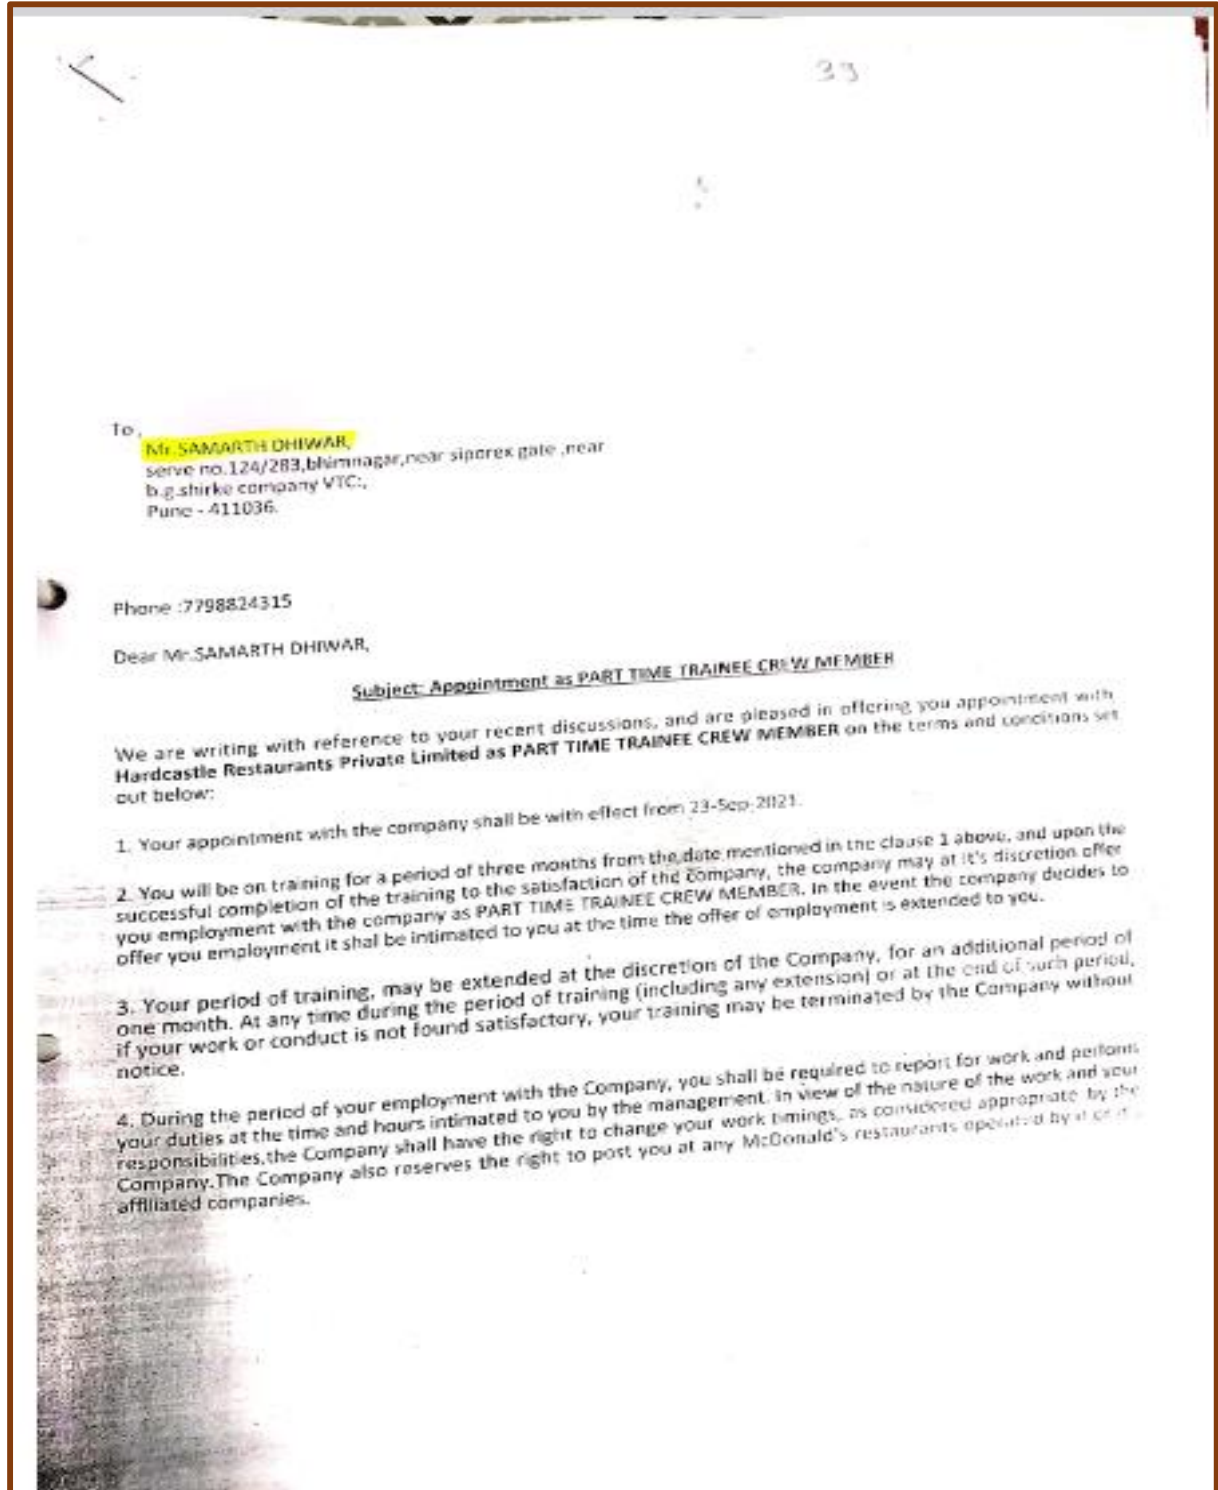 39
To,
Mr.SAMARTH DHIWAR,
serve no.124/283,bhimnagar,near siporex gate ,near
b.g.shirke company VTC:,
Pune - 411036.
Phone :7798824315
Dear Mr.SAMARTH DHIWAR,
Subject: Appointment as PART TIME TRAINEE CREW MEMBER
We are writing with reference to your recent discussions, and are pleased in offering you appointment with
Hardcastle Restaurants Private Limited as PART TIME TRAINEE CREW MEMBER on the terms and conditions set
out below:
1. Your appointment with the company shall be with effect from 23-Sep-2021.
2. You will be on training for a period of three months from the date mentioned in the clause 1 above, and upon the
successful completion of the training to the satisfaction of the company, the company may at it's discretion offer
you employment with the company as PART TIME TRAINEE CREW MEMBER. In the event the company decides to
offer you employment it shal be intimated to you at the time the offer of employment is extended to you.
3. Your period of training, may be extended at the discretion of the Company, for an additional period of
one month. At any time during the period of training (including any extension) or at the end of such period,
if your work or conduct is not found satisfactory, your training may be terminated by the Company without
notice.
4. During the period of your employment with the Company, you shall be required to report for work and perform
your duties at the time and hours intimated to you by the management. In view of the nature of the work and your
responsibilities,the Company shall have the right to change your work timings, as considered appropriate by the
Company.The Company also reserves the right to post you at any McDonald's restaurants operated by it or
affiliated companies.